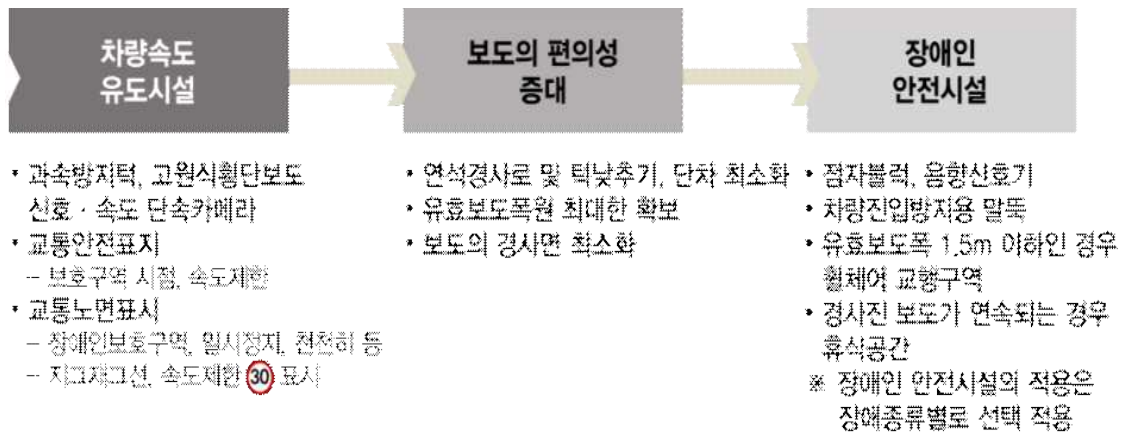 차량속도
유도시설
보도의 편의성
증대
장애인
안전시설
• 과속방지턱, 고원식횡단보도
신호 · 속도 단속카메라
• 교통안전표지
– 보호구역 시점, 속도제한
• 교통노면표시
– 장애인보호구역, 일시정지, 천천히 등
– 지그재그선, 속도제한 30 표시
• 연석경사로 및 턱낮추기, 단차 최소화
• 유효보도폭원 최대한 확보
• 보도의 경사면 최소화
• 점자블럭, 음향신호기
• 차량진입방지용 말뚝
• 유효보도폭 1.5m 이하인 경우
휠체어 교행구역
• 경사진 보도가 연속되는 경우
휴식공간
※ 장애인 안전시설의 적용은
장애종류별로 선택 적용